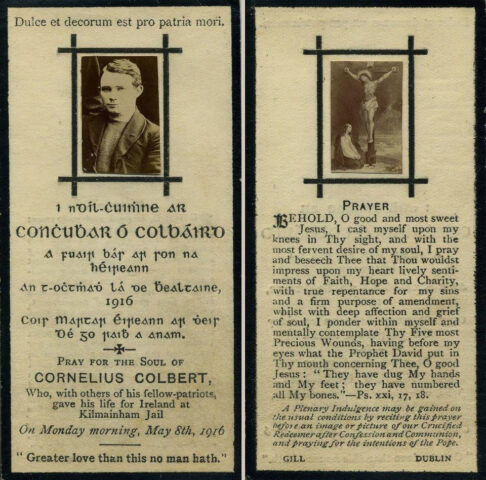 Dulce et decorum est pro patria mori.
I nDíl-Ċuiṁne ar
Conċuḃar Ó Colbáird
A fuair bás ar son na
hÉireann
An t-oċtṁaḋ lá de Ḃealtaine,
1916
Coir Martar Éireann ar ḋeis
Dé go raiḃ a anam.
Pray for the Soul of
CORNELIUS COLBERT,
Who, with others of his fellow-patriots,
gave his life for Ireland at
Kilmainham Jail
On Monday morning, May 8th, 1916
"Greater love than this no man hath."
PRAYER
BEHOLD, O good and most sweet
Jesus, I cast myself upon my
knees in Thy sight, and with the
most fervent desire of my soul, I pray
and beseech Thee that Thou wouldst
impress upon my heart lively senti-
ments of Faith, Hope and Charity,
with true repentance for my sins
and a firm purpose of amendment,
whilst with deep affection and grief
of soul, I ponder within myself and
mentally contemplate Thy Five most
Precious Wounds, having before my
eyes what the Prophet David put in
Thy mouth concerning Thee, O good
Jesus: "They have dug My hands
and My feet; they have numbered
all My bones."—Ps. xxi, 17, 18.
A Plenary Indulgence may be gained on
the usual conditions by reciting this prayer
before an image or picture of our Crucified
Redeemer after Confession and Communion,
and praying for the intentions of the Pope.
GILL DUBLIN